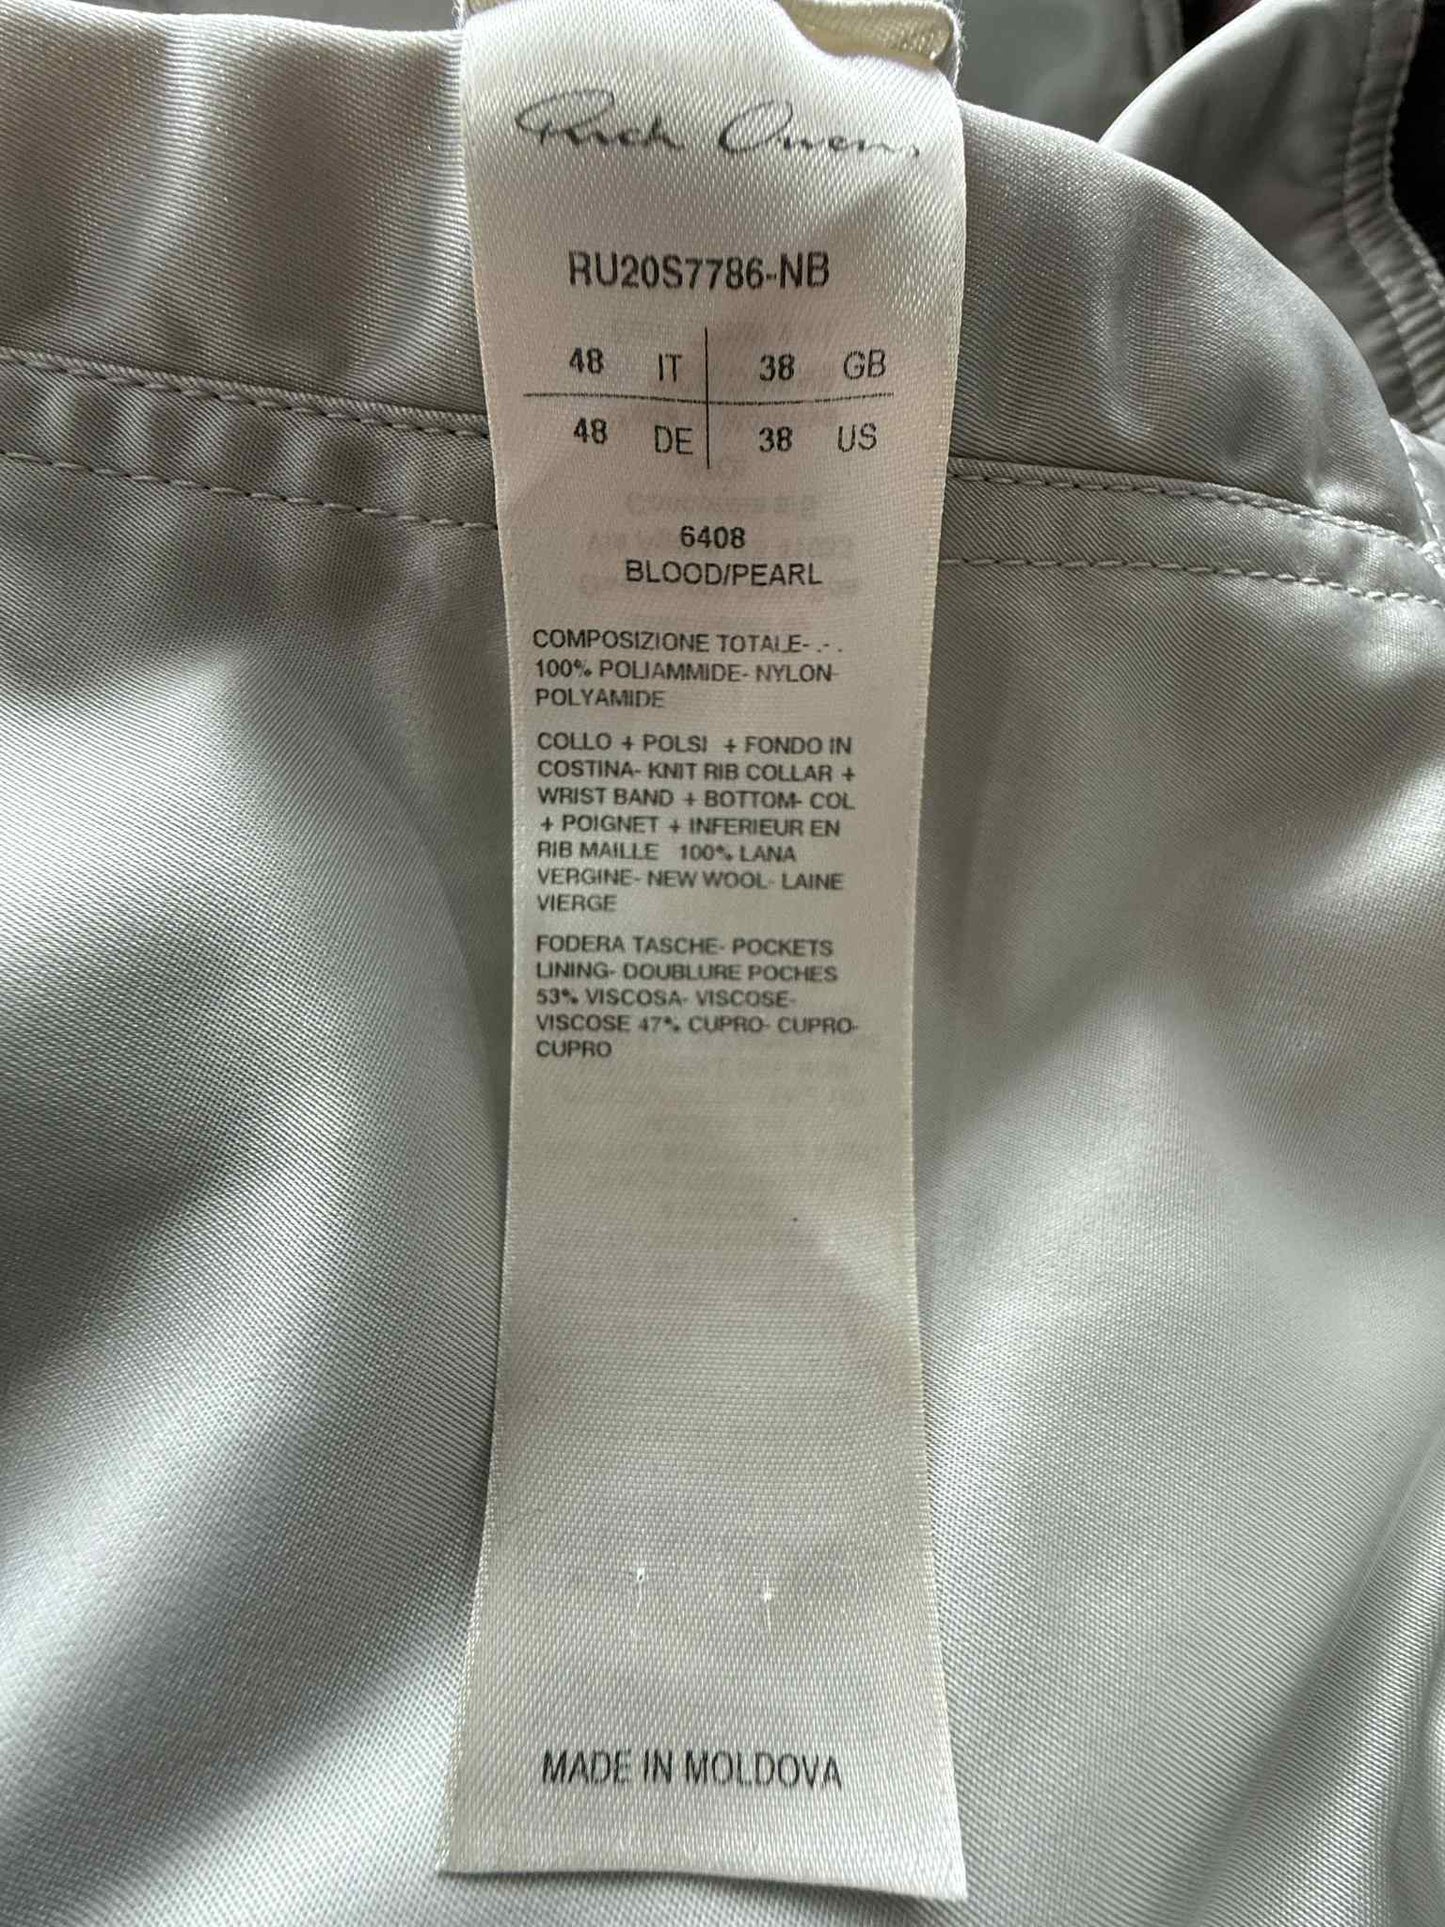 Rick Owens
RU20S7786-NB
48 IT 38 GB
48 DE 38 US
6408
BLOOD/PEARL
COMPOSIZIONE TOTALE- .- .
100% POLIAMMIDE- NYLON-
POLYAMIDE
COLLO + POLSI + FONDO IN
COSTINA- KNIT RIB COLLAR +
WRIST BAND + BOTTOM- COL
+ POIGNET + INFERIEUR EN
RIB MAILLE 100% LANA
VERGINE- NEW WOOL- LAINE
VIERGE
FODERA TASCHE- POCKETS
LINING- DOUBLURE POCHES
53% VISCOSA- VISCOSE-
VISCOSE 47% CUPRO- CUPRO-
CUPRO
MADE IN MOLDOVA